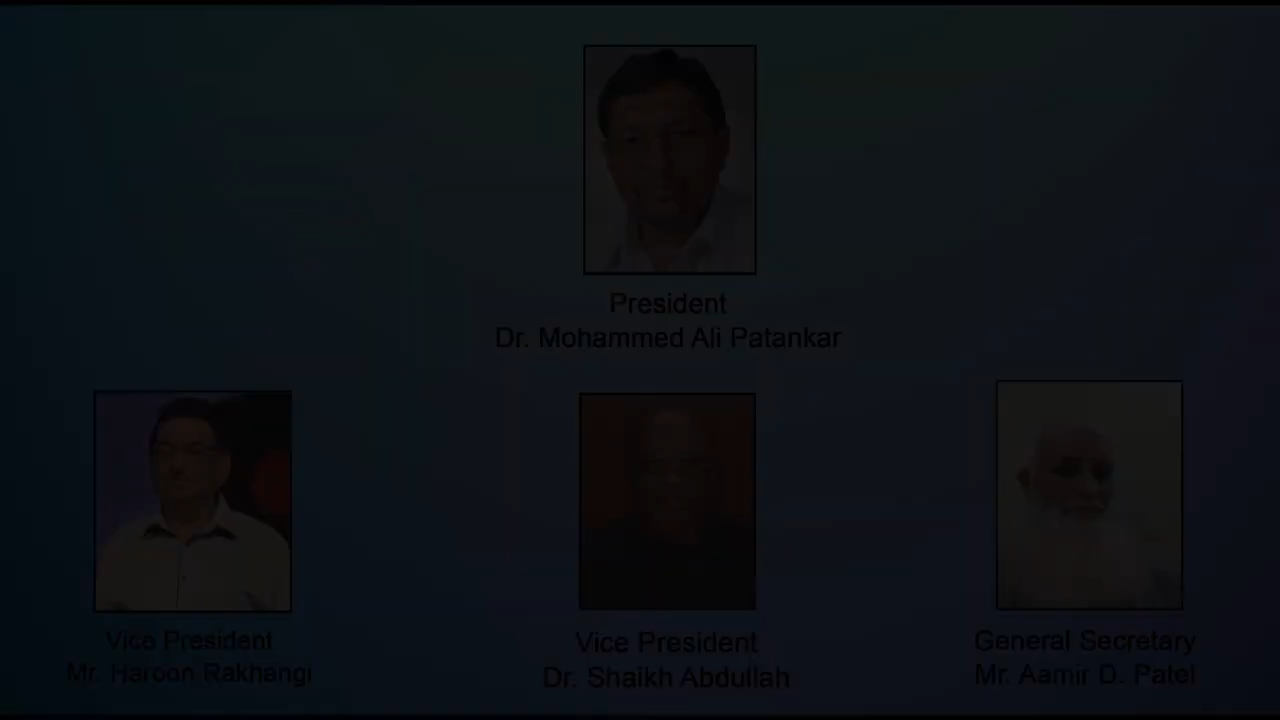 President
Dr. Mohammed Ali Patankar
Vice President
Mr. Haroon Rakhangi
Vice President
Dr. Shaikh Abdullah
General Secretary
Mr. Aamir D. Patel